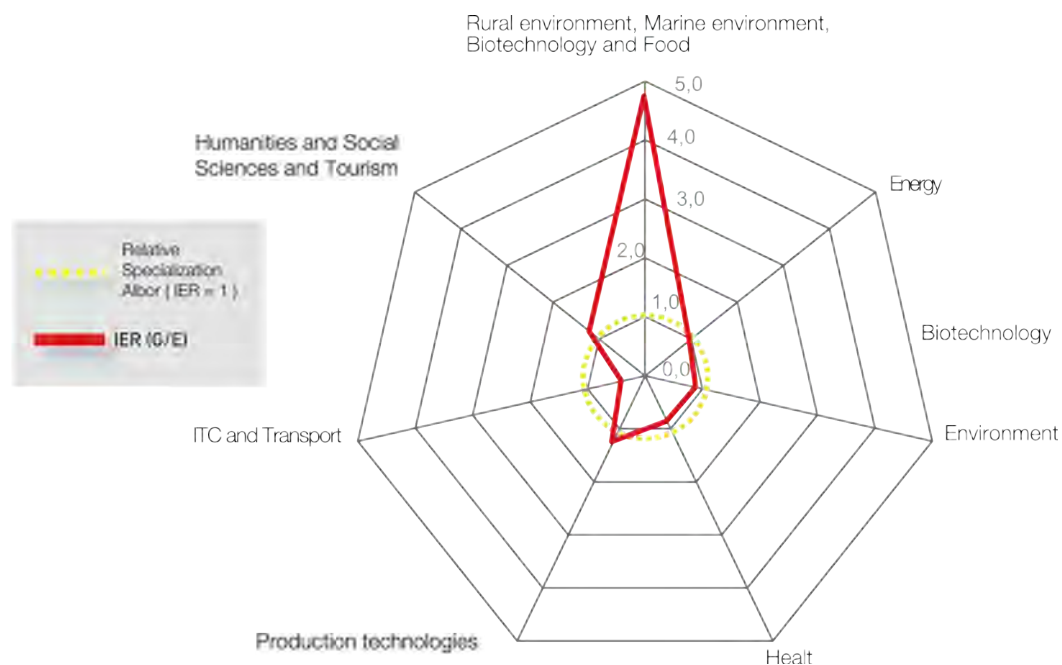 Rural environment, Marine environment,
Biotechnology and Food
5,0
4,0
3,0
2,0
1,0
0,0
Humanities and Social
Sciences and Tourism
Energy
Relative
Specialization
Albor ( IER = 1 )
IER (G/E)
Biotechnology
ITC and Transport
Environment
Production technologies
Healt